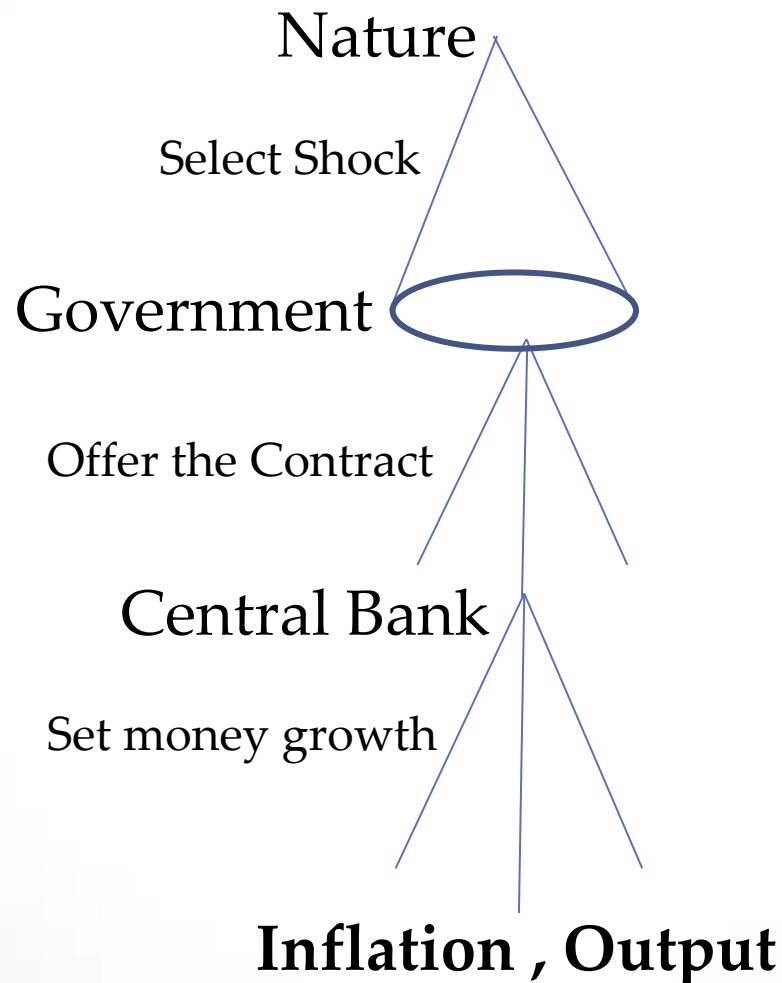 Nature
Select Shock
Government
Offer the Contract
Central Bank
Set money growth
Inflation , Output